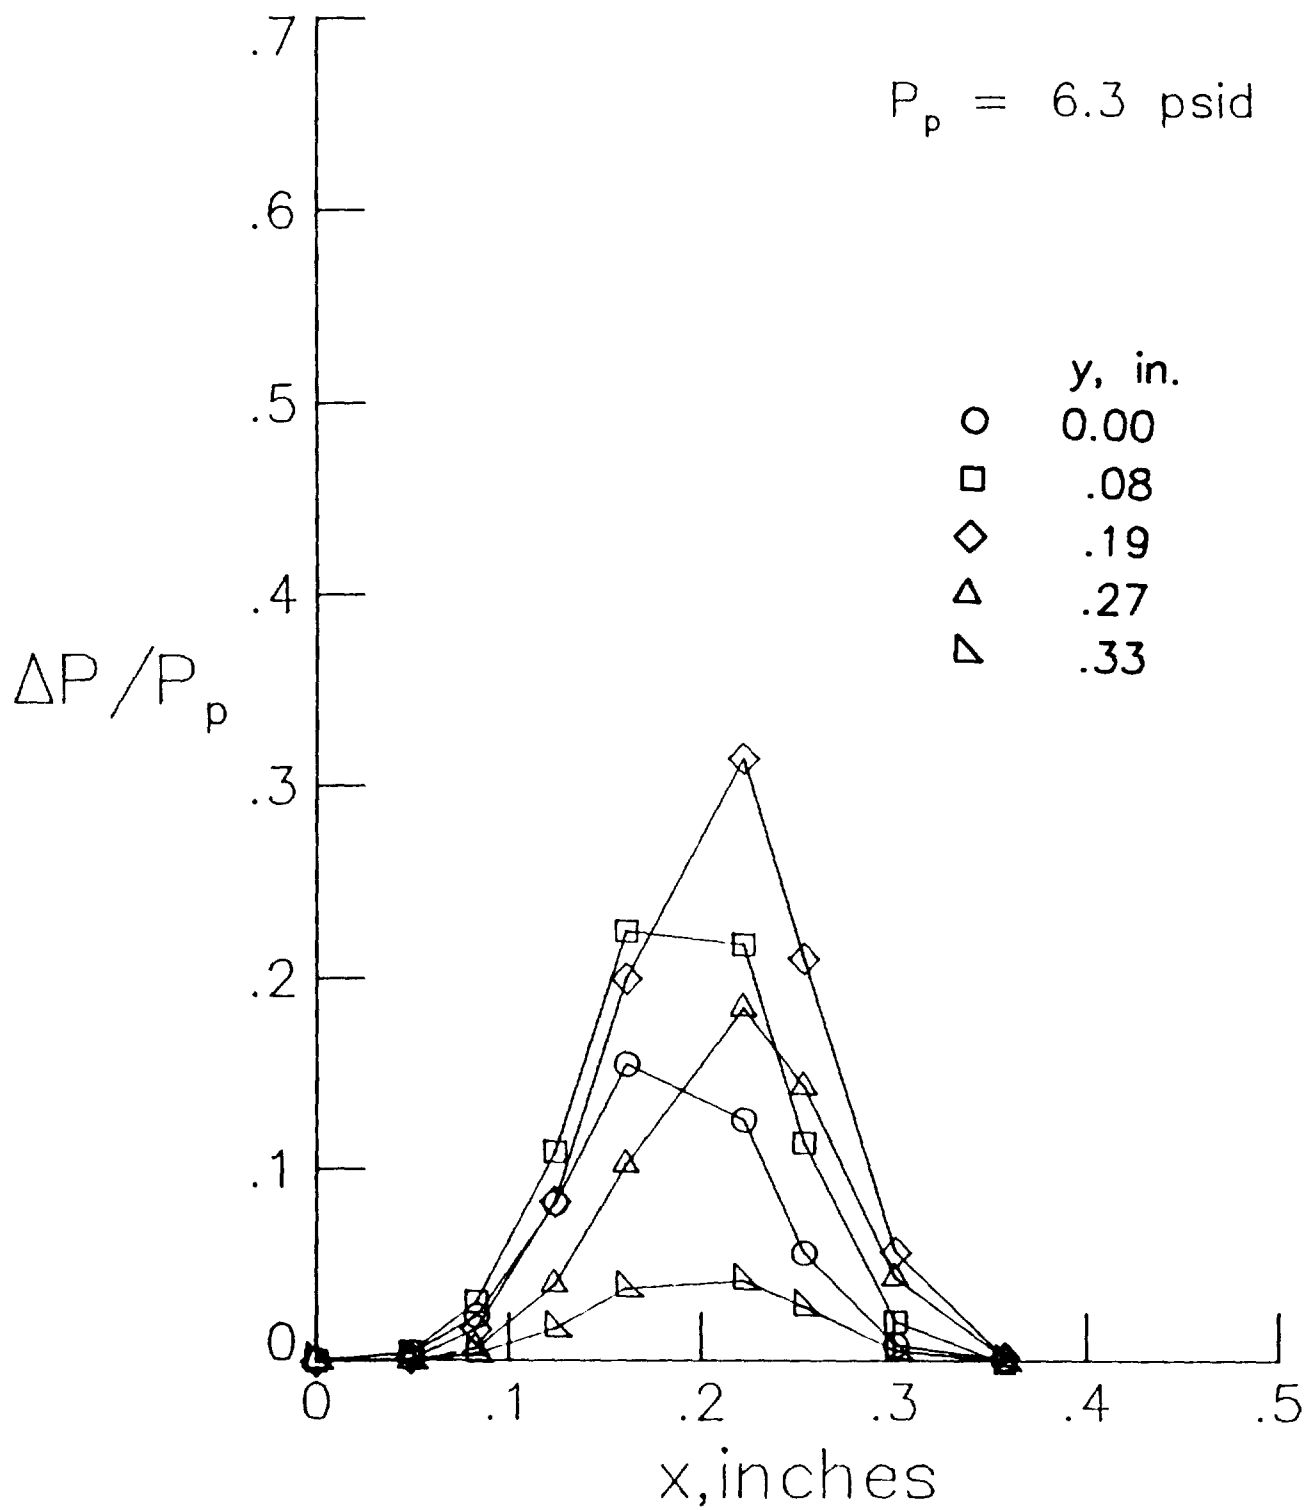 .7
P_p = 6.3 psid
.6
y, in.
.5
0.00
.08
.19
.4
.27
.33
ΔP/P_p
.3
.2
.1
0
0 .1 .2 .3 .4 .5
x, inches